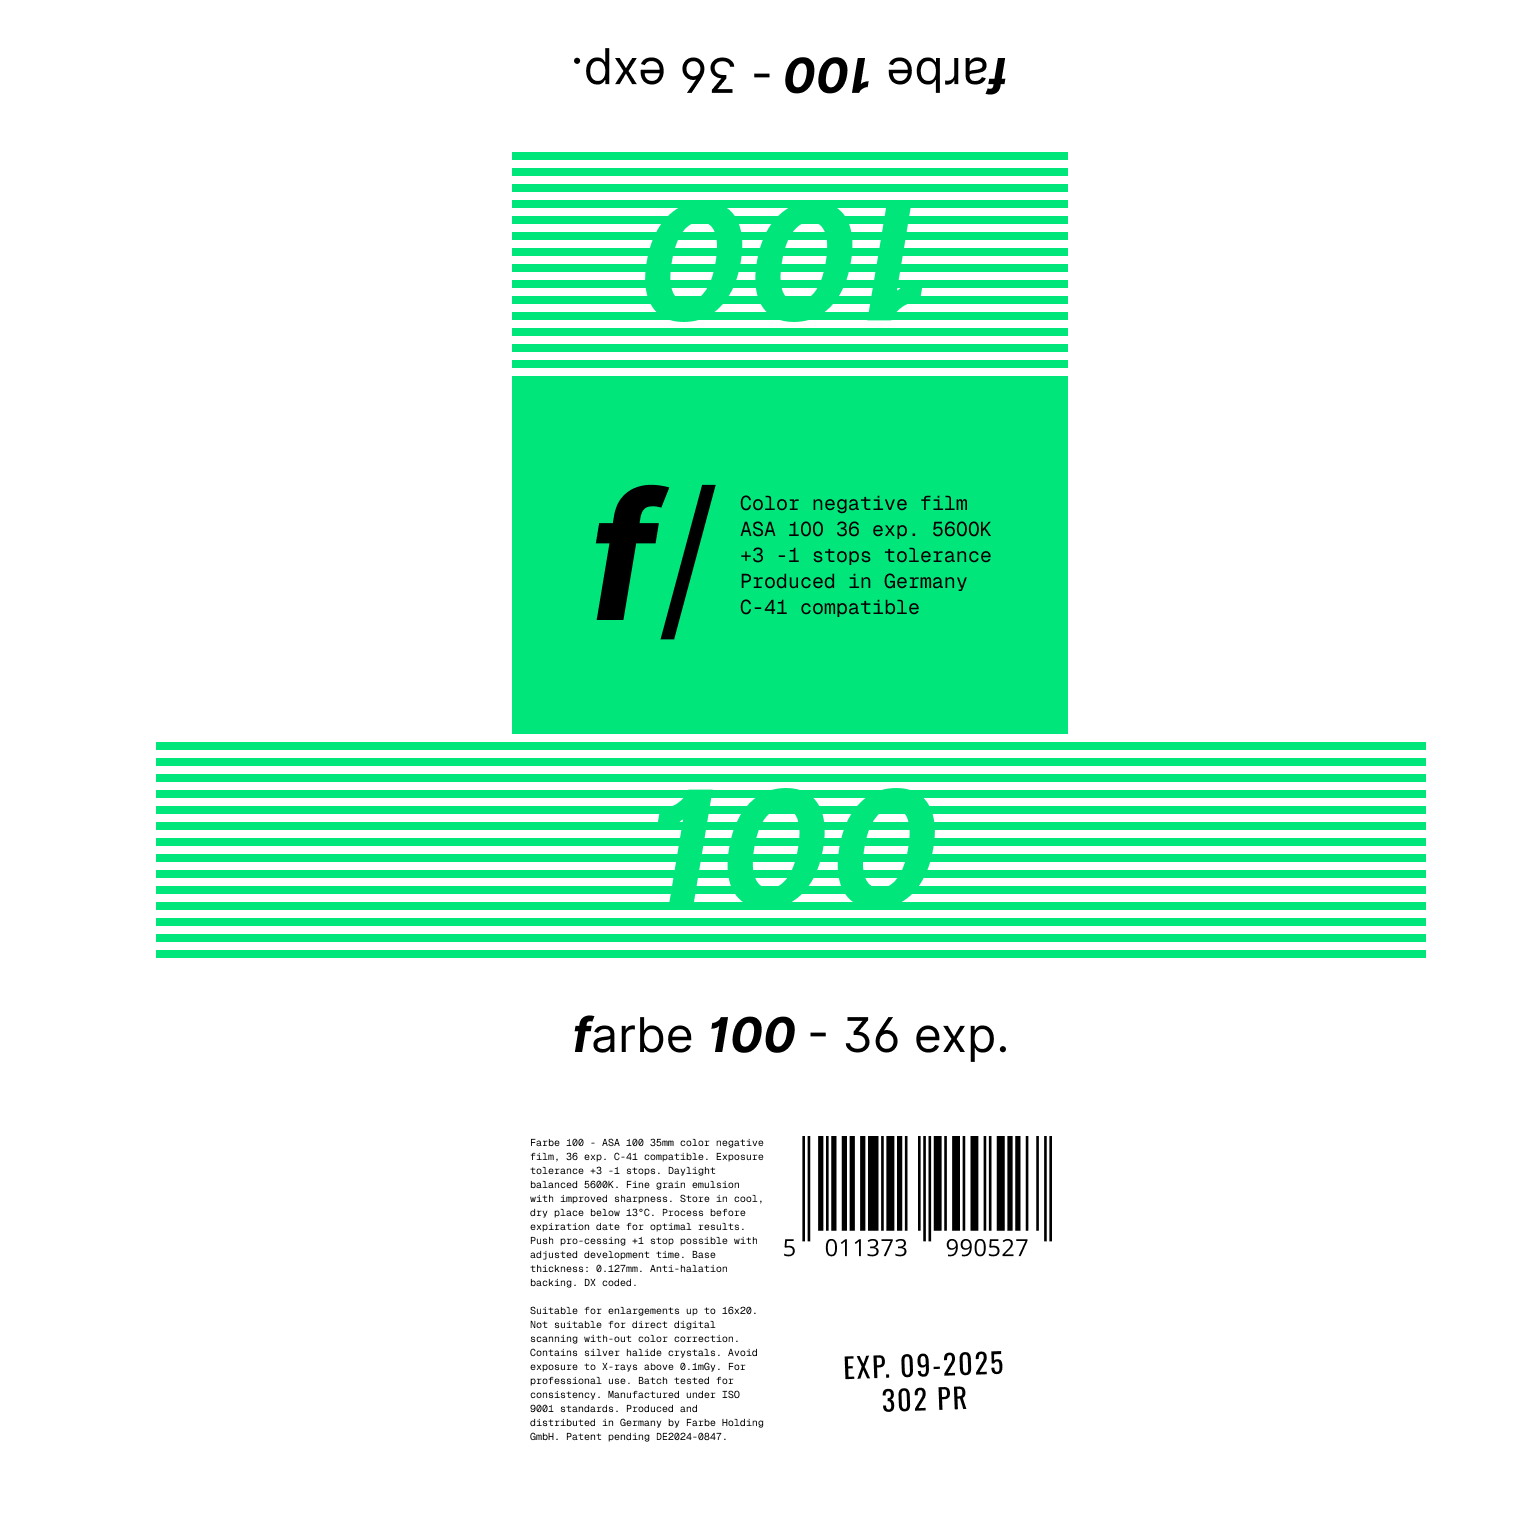 farbe 100 - 36 exp.
100
f/
Color negative film
ASA 100 36 exp. 5600K
+3 -1 stops tolerance
Produced in Germany
C-41 compatible
100
farbe 100 - 36 exp.
Farbe 100 - ASA 100 35mm color negative
film, 36 exp. C-41 compatible. Exposure
tolerance +3 -1 stops. Daylight
balanced 5600K. Fine grain emulsion
with improved sharpness. Store in cool,
dry place below 13°C. Process before
expiration date for optimal results.
Push pro-cessing +1 stop possible with
adjusted development time. Base
thickness: 0.127mm. Anti-halation
backing. DX coded.
Suitable for enlargements up to 16x20.
Not suitable for direct digital
scanning with-out color correction.
Contains silver halide crystals. Avoid
exposure to X-rays above 0.1mGy. For
professional use. Batch tested for
consistency. Manufactured under ISO
9001 standards. Produced and
distributed in Germany by Farbe Holding
GmbH. Patent pending DE2024-0847.
5 011373 990527
EXP. 09-2025
302 PR